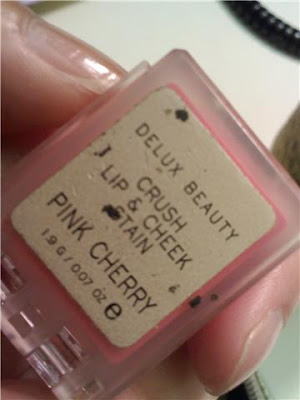 DELUX BEAUTY
CRUSH
LIP & CHEEK
STAIN
PINK CHERRY
1.9 G / 0.07 OZ e